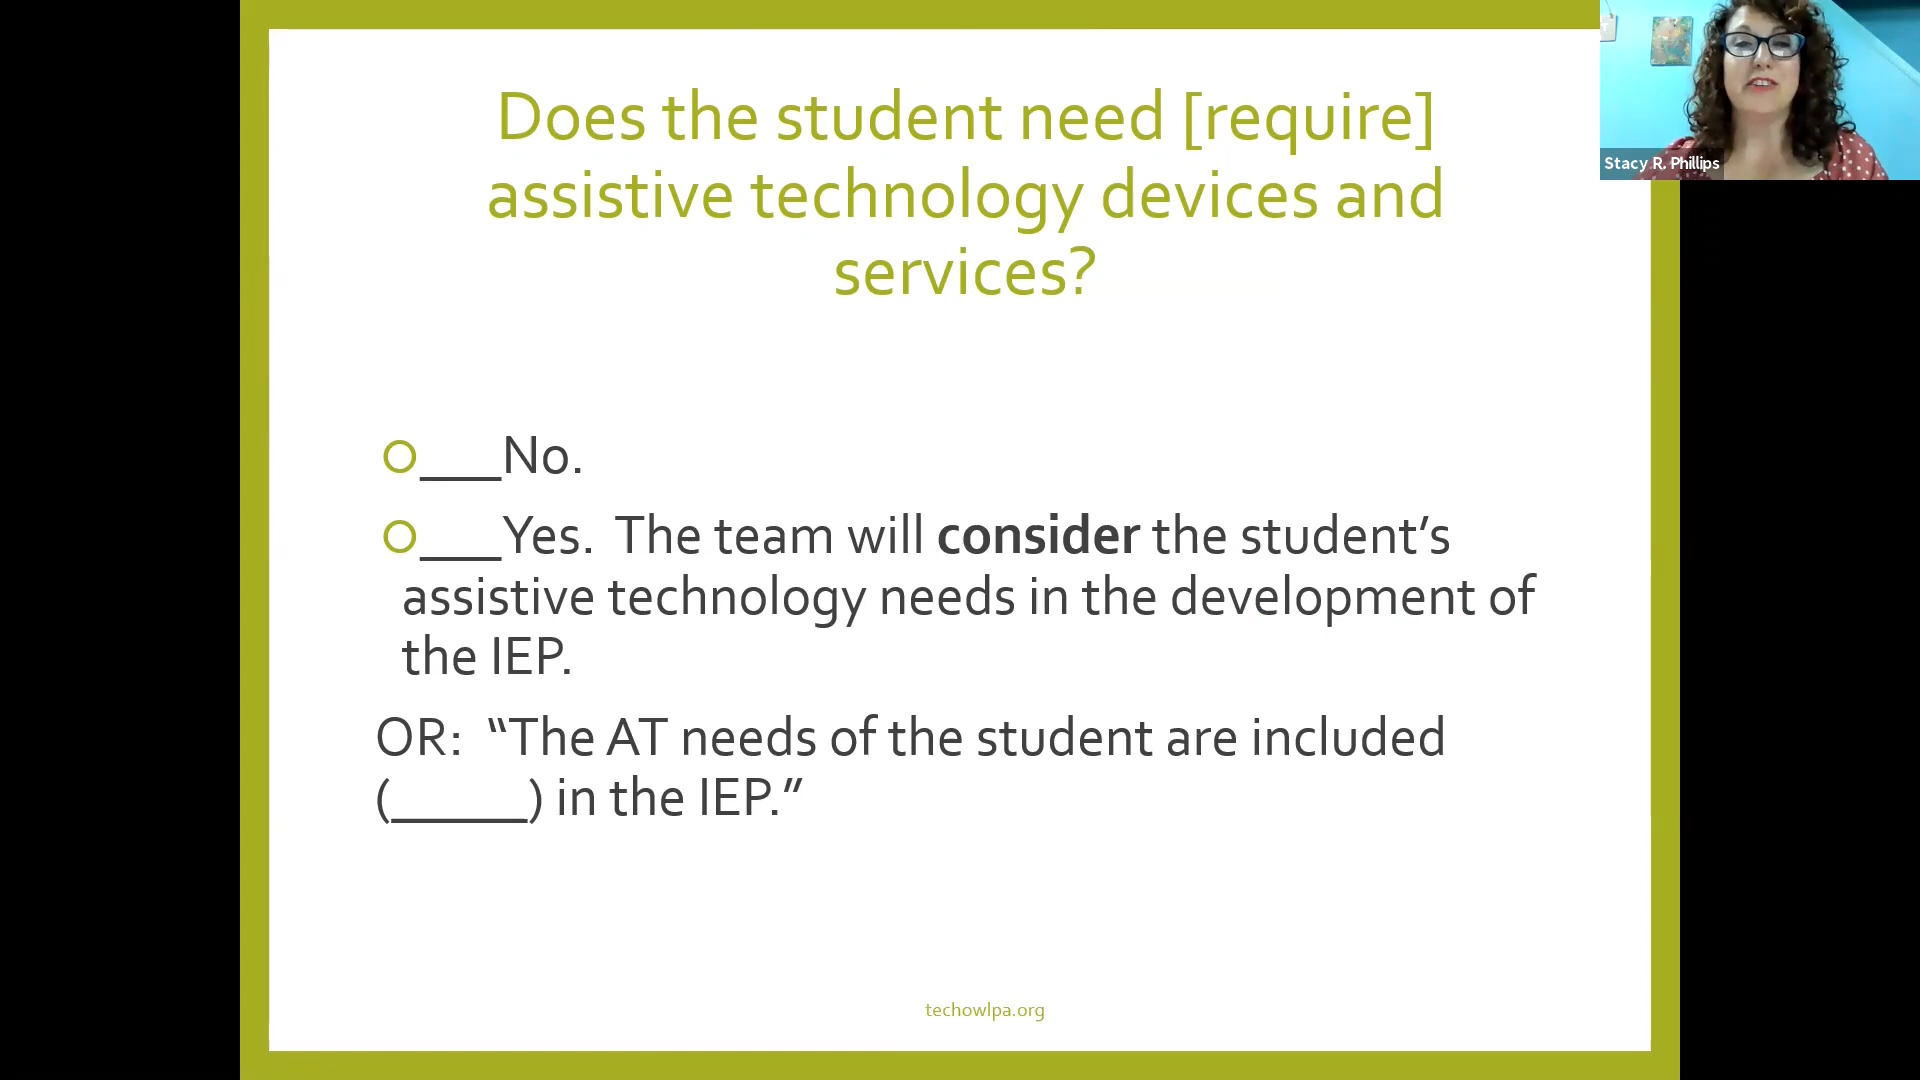 Does the student need [require]
assistive technology devices and
services?
Stacy R. Phillips
___No.
___Yes.  The team will consider the student’s
assistive technology needs in the development of
the IEP.
OR:  “The AT needs of the student are included
(_____) in the IEP.”
techowlpa.org